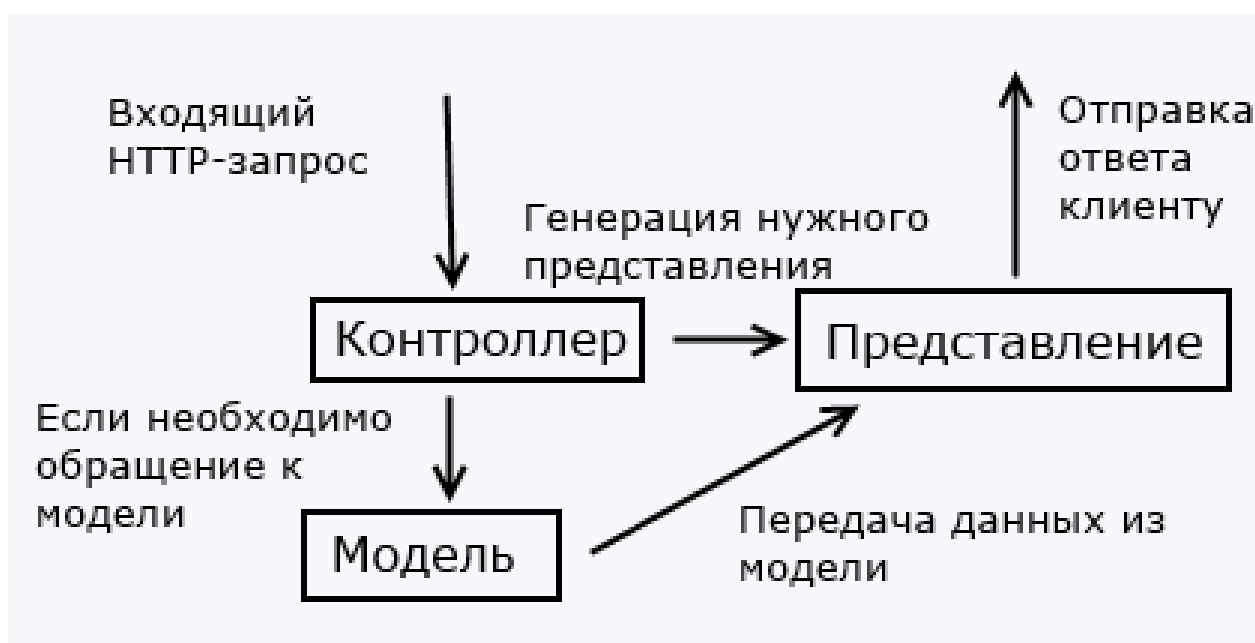 Входящий
HTTP-запрос
Отправка
ответа
клиенту
Генерация нужного
представления
Контроллер
Представление
Если необходимо
обращение к
модели
Модель
Передача данных из
модели